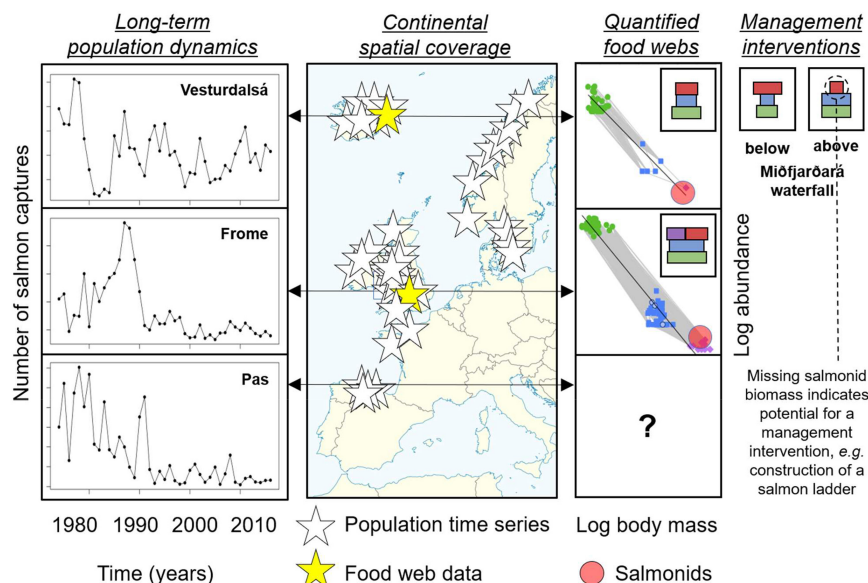 Long-term
population dynamics
Continental
spatial coverage
Quantified
food webs
Management
interventions
Number of salmon captures
Vesturdalsá
Frome
Pas
1980 1990 2000 2010
Time (years)
Population time series
Food web data
?
Log body mass
Salmonids
Log abundance
below
above
Miðfjarðará
waterfall
Missing salmonid
biomass indicates
potential for a
management
intervention, e.g.
construction of a
salmon ladder